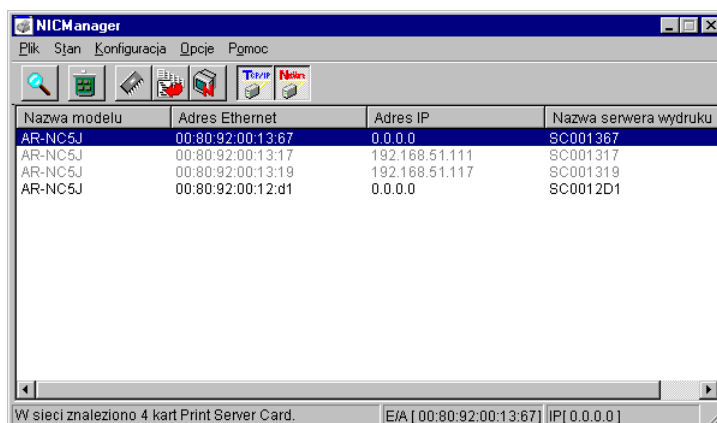 NICManager
Plik Stan Konfiguracja Opcje Pomoc
TCP/IP NetWare
Nazwa modelu Adres Ethernet Adres IP Nazwa serwera wydruku
AR-NC5J 00:80:92:00:13:67 0.0.0.0 SC001367
AR-NC5J 00:80:92:00:13:17 192.168.51.111 SC001317
AR-NC5J 00:80:92:00:13:19 192.168.51.117 SC001319
AR-NC5J 00:80:92:00:12:d1 0.0.0.0 SC0012D1
W sieci znaleziono 4 kart Print Server Card. E/A [ 00:80:92:00:13:67] IP[ 0.0.0.0 ]